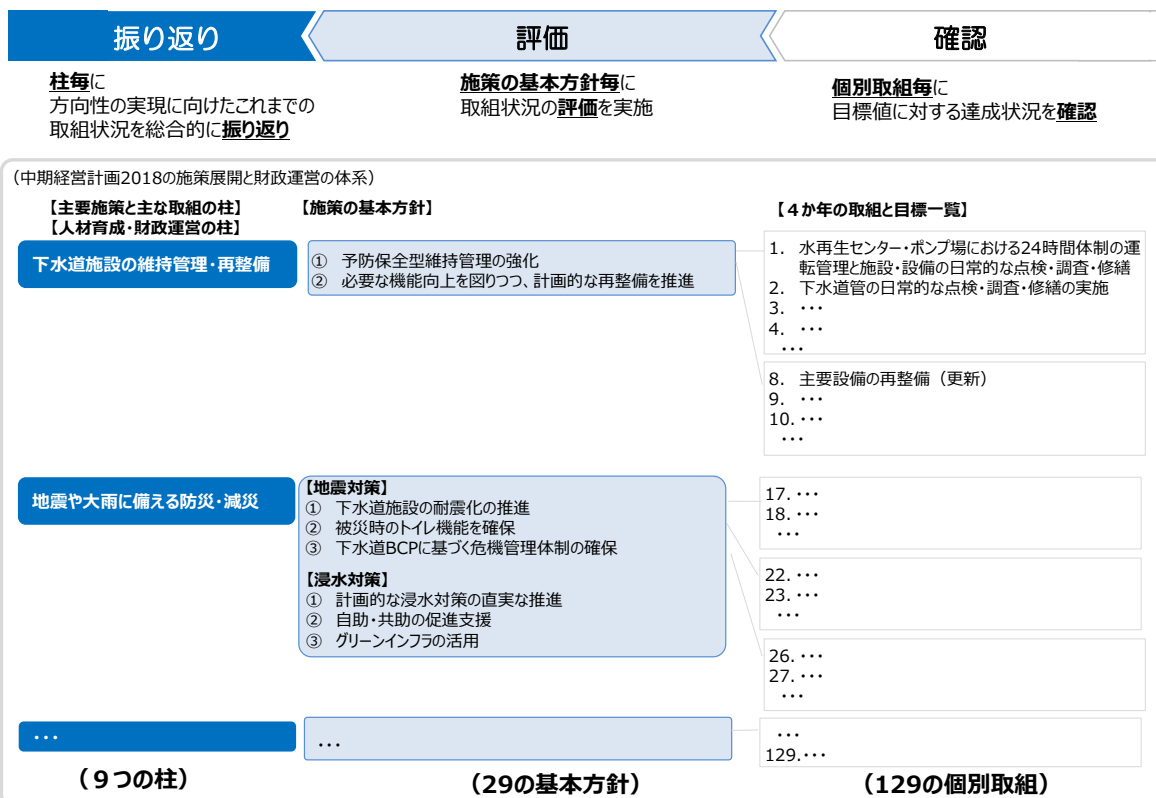 振り返り
評価
確認
柱毎に
方向性の実現に向けたこれまでの
取組状況を総合的に振り返り
施策の基本方針毎に
取組状況の評価を実施
個別取組毎に
目標値に対する達成状況を確認
（中期経営計画2018の施策展開と財政運営の体系）
【主要施策と主な取組の柱】
【人材育成・財政運営の柱】
【施策の基本方針】
【４か年の取組と目標一覧】
下水道施設の維持管理・再整備
① 予防保全型維持管理の強化
② 必要な機能向上を図りつつ、計画的な再整備を推進
1. 水再生センター・ポンプ場における24時間体制の運
転管理と施設・設備の日常的な点検・調査・修繕
2. 下水道管の日常的な点検・調査・修繕の実施
3. ・・・
4. ・・・
・・・
8. 主要設備の再整備（更新）
9. ・・・
10. ・・・
・・・
地震や大雨に備える防災・減災
【地震対策】
① 下水道施設の耐震化の推進
② 被災時のトイレ機能を確保
③ 下水道BCPに基づく危機管理体制の確保
【浸水対策】
① 計画的な浸水対策の直実な推進
② 自助・共助の促進支援
③ グリーンインフラの活用
17. ・・・
18. ・・・
・・・
22. ・・・
23. ・・・
・・・
26. ・・・
27. ・・・
・・・
・・・
・・・
・・・
129.・・・
（９つの柱）
（29の基本方針）
（129の個別取組）